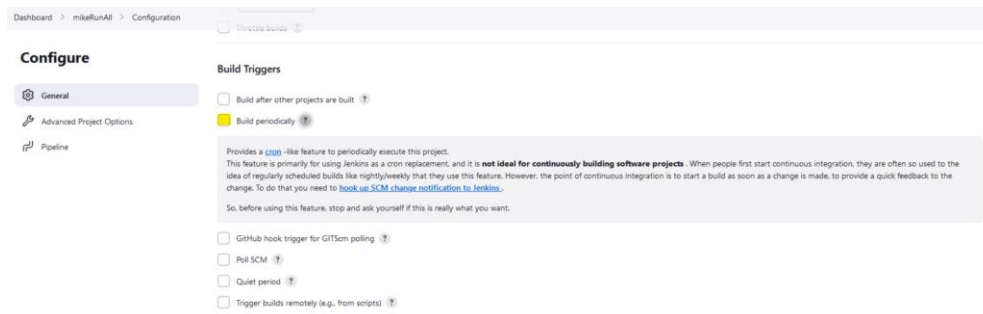 Dashboard > mikeRunAll > Configuration
Throttle builds ?
Configure
General
Advanced Project Options
Pipeline
Build Triggers
Build after other projects are built ?
Build periodically ?
Provides a cron -like feature to periodically execute this project.
This feature is primarily for using Jenkins as a cron replacement, and it is not ideal for continuously building software projects . When people first start continuous integration, they are often so used to the
idea of regularly scheduled builds like nightly/weekly that they use this feature. However, the point of continuous integration is to start a build as soon as a change is made, to provide a quick feedback to the
change. To do that you need to hook up SCM change notification to Jenkins .
So, before using this feature, stop and ask yourself if this is really what you want.
GitHub hook trigger for GITScm polling ?
Poll SCM ?
Quiet period ?
Trigger builds remotely (e.g., from scripts) ?